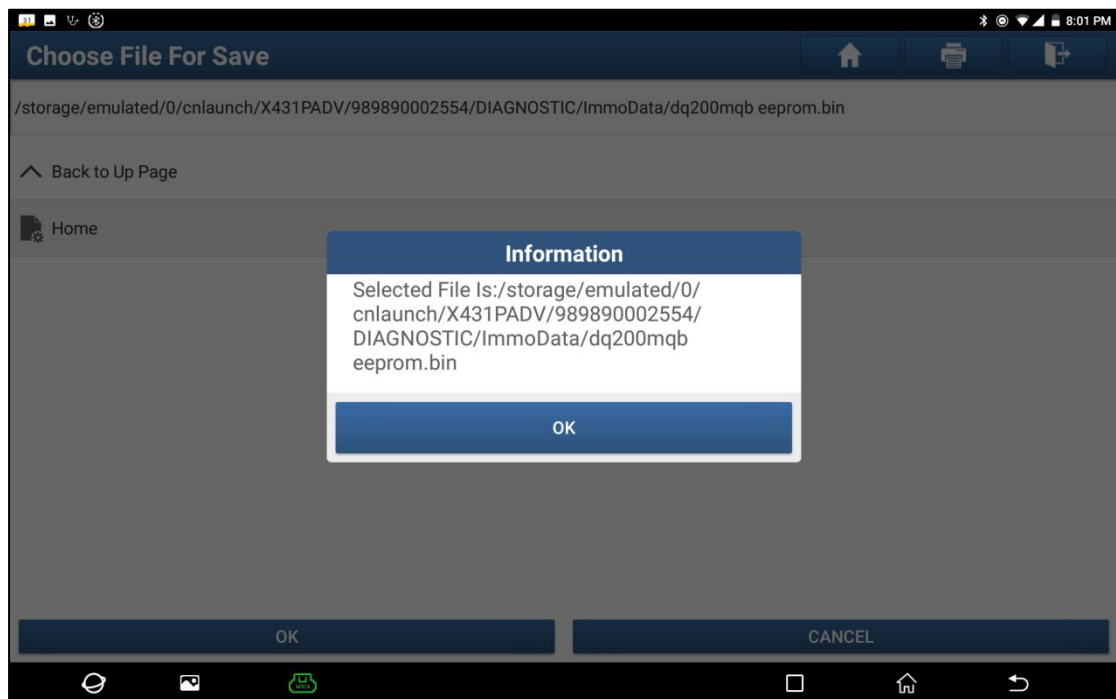 31
8:01 PM
Choose File For Save
/storage/emulated/0/cnlaunch/X431PADV/989890002554/DIAGNOSTIC/ImmoData/dq200mqb eeprom.bin
Back to Up Page
Home
Information
Selected File Is:/storage/emulated/0/
cnlaunch/X431PADV/989890002554/
DIAGNOSTIC/ImmoData/dq200mqb
eeprom.bin
OK
OK
CANCEL
VCI